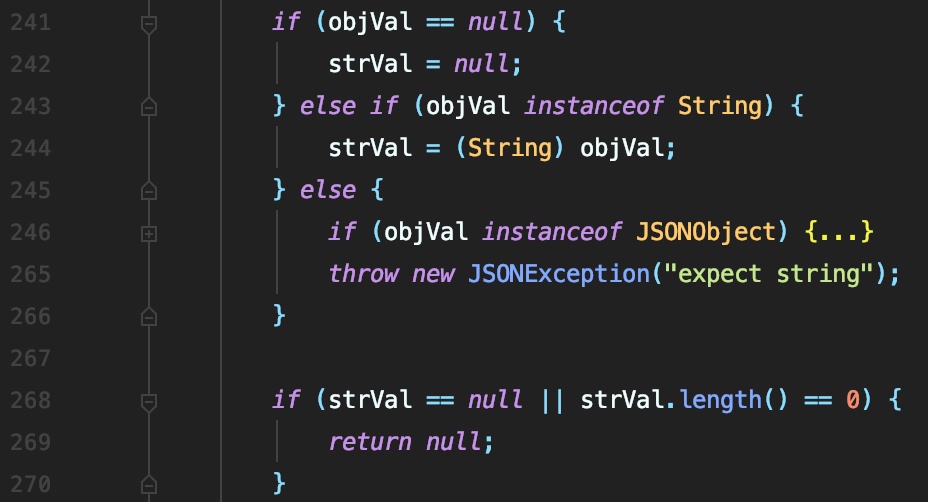 241 if (objVal == null) {
242 strVal = null;
243 } else if (objVal instanceof String) {
244 strVal = (String) objVal;
245 } else {
246 if (objVal instanceof JSONObject) {...}
265 throw new JSONException("expect string");
266 }
267
268 if (strVal == null || strVal.length() == 0) {
269 return null;
270 }